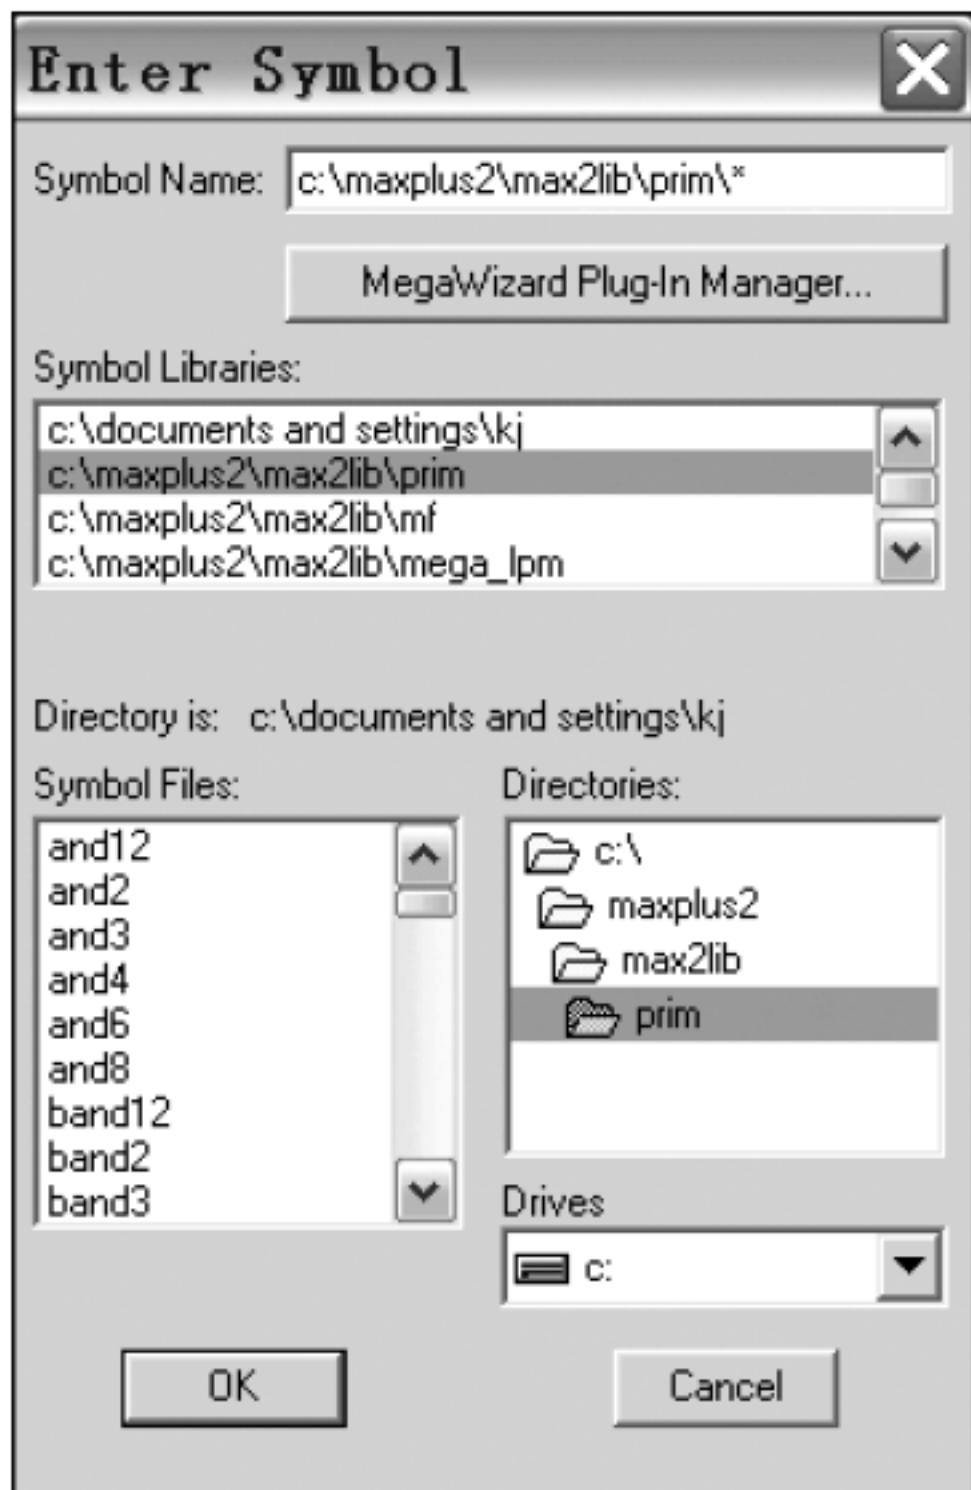 Enter Symbol
Symbol Name: c:\maxplus2\max2lib\prim\*
MegaWizard Plug-In Manager...
Symbol Libraries:
c:\documents and settings\kj
c:\maxplus2\max2lib\prim
c:\maxplus2\max2lib\mf
c:\maxplus2\max2lib\mega_lpm
Directory is: c:\documents and settings\kj
Symbol Files:
and12
and2
and3
and4
and6
and8
band12
band2
band3
Directories:
c:\
maxplus2
max2lib
prim
Drives
c:
OK
Cancel